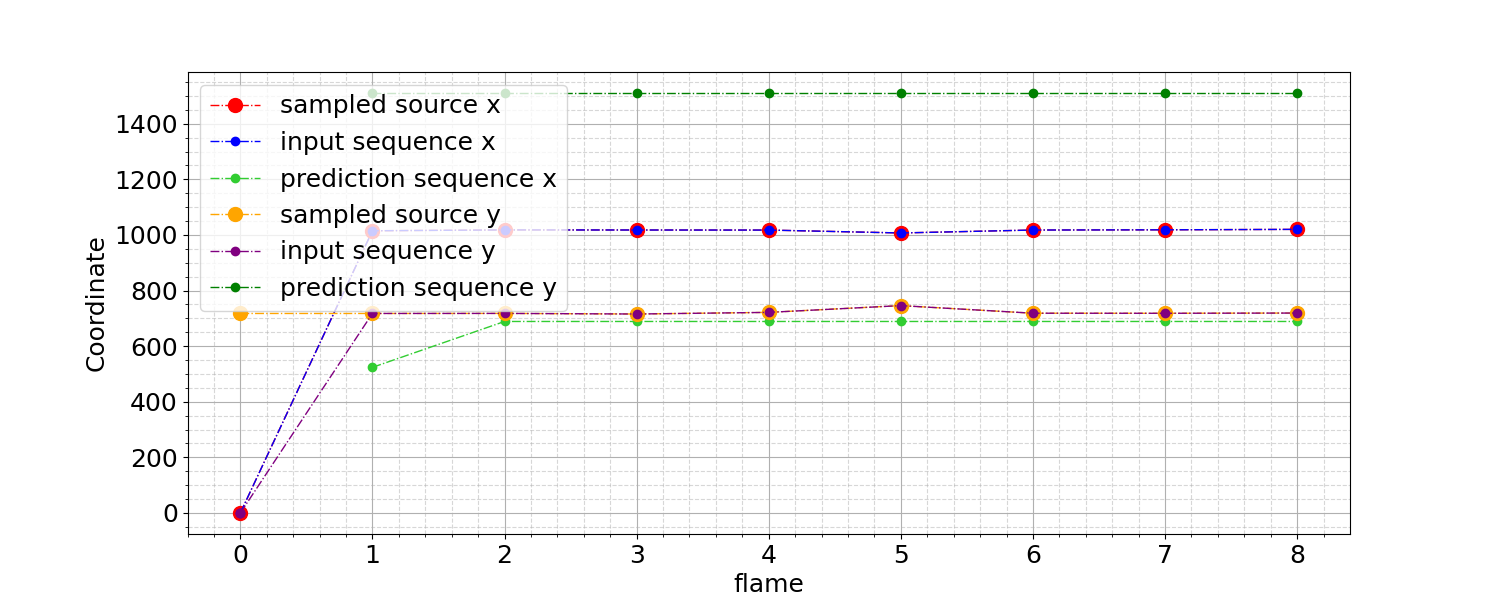 sampled source x
input sequence x
prediction sequence x
sampled source y
input sequence y
prediction sequence y
1400
1200
1000
800
600
400
200
0
Coordinate
0 1 2 3 4 5 6 7 8
flame